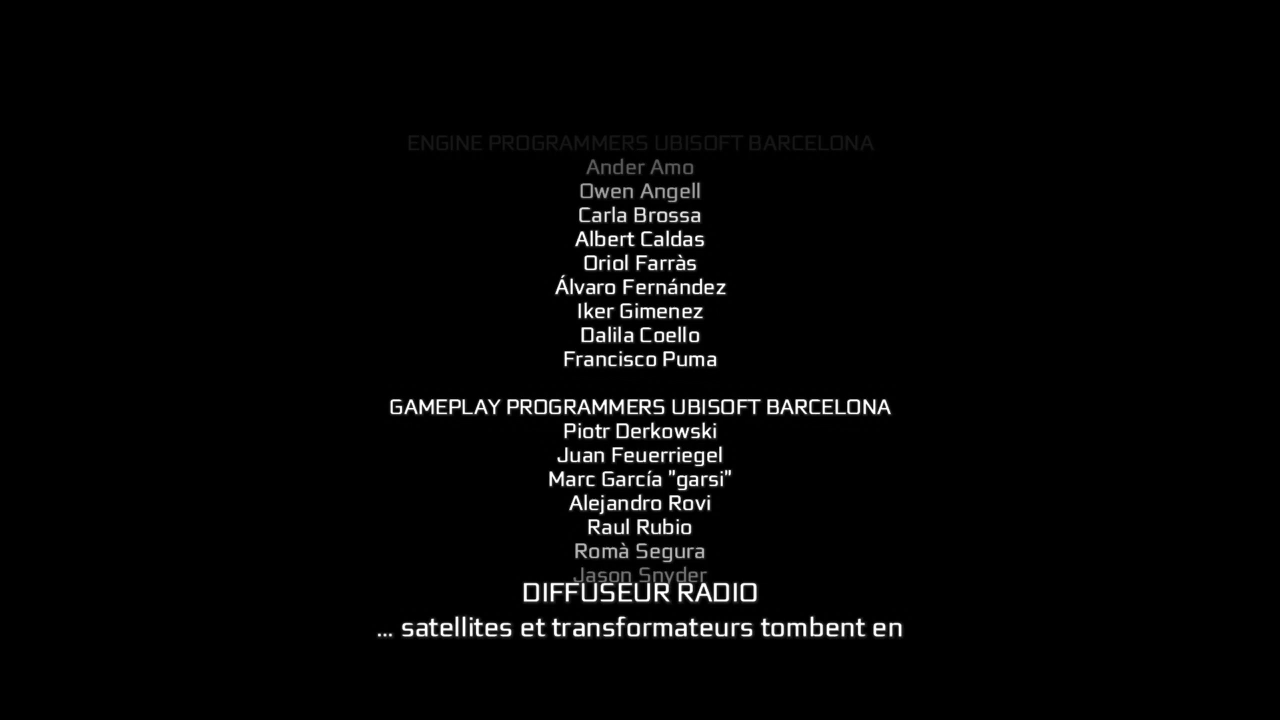 ENGINE PROGRAMMERS UBISOFT BARCELONA
Ander Amo
Owen Angell
Carla Brossa
Albert Caldas
Oriol Farràs
Álvaro Fernández
Iker Gimenez
Dalila Coello
Francisco Puma
GAMEPLAY PROGRAMMERS UBISOFT BARCELONA
Piotr Derkowski
Juan Feuerriegel
Marc García "garsi"
Alejandro Rovi
Raul Rubio
Romà Segura
Jason Snyder
DIFFUSEUR RADIO
... satellites et transformateurs tombent en